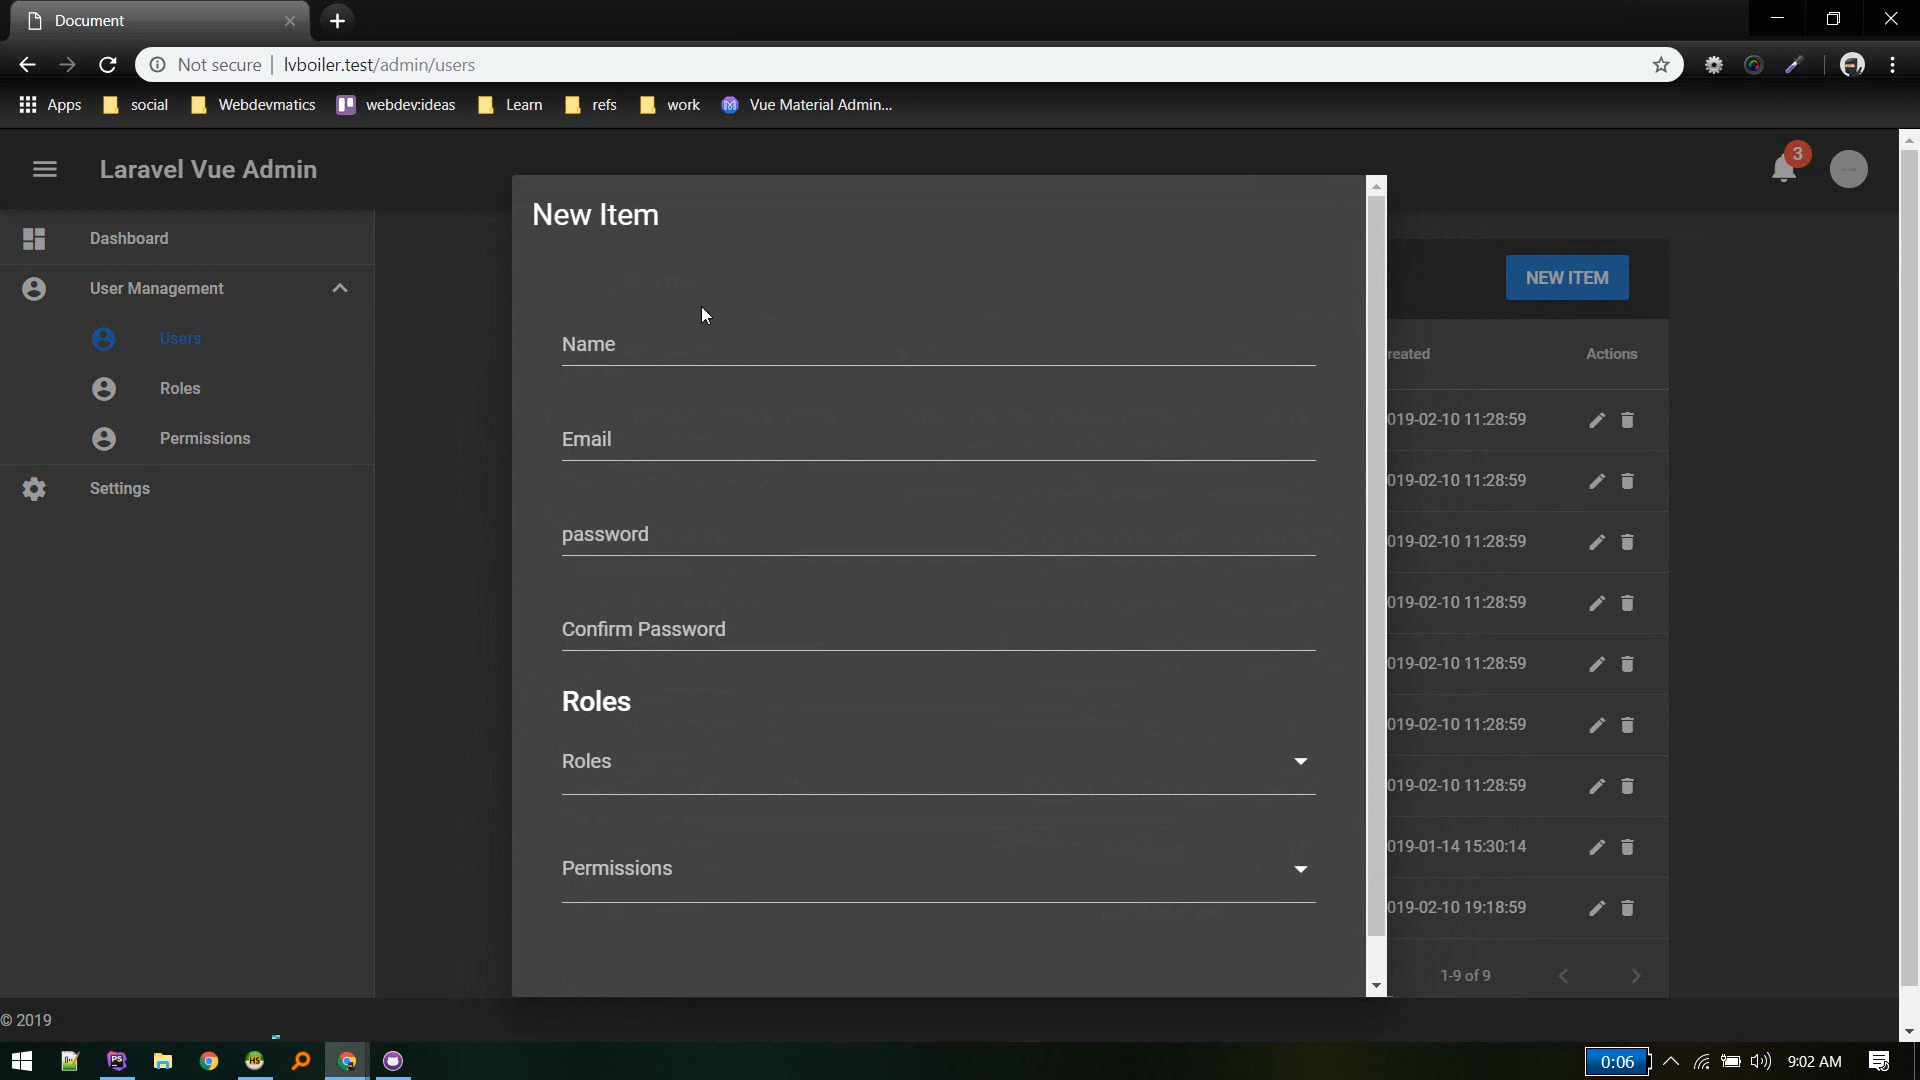 Document
Not secure | lvboiler.test/admin/users
Apps social Webdevmatics webdev:ideas Learn refs work Vue Material Admin...
Laravel Vue Admin
3
Dashboard
User Management
Users
Roles
Permissions
Settings
New Item
Name
Email
password
Confirm Password
Roles
Roles
Permissions
NEW ITEM
reated Actions
019-02-10 11:28:59
019-02-10 11:28:59
019-02-10 11:28:59
019-02-10 11:28:59
019-02-10 11:28:59
019-02-10 11:28:59
019-02-10 11:28:59
019-01-14 15:30:14
019-02-10 19:18:59
1-9 of 9
© 2019
PS
HS
0:06
9:02 AM